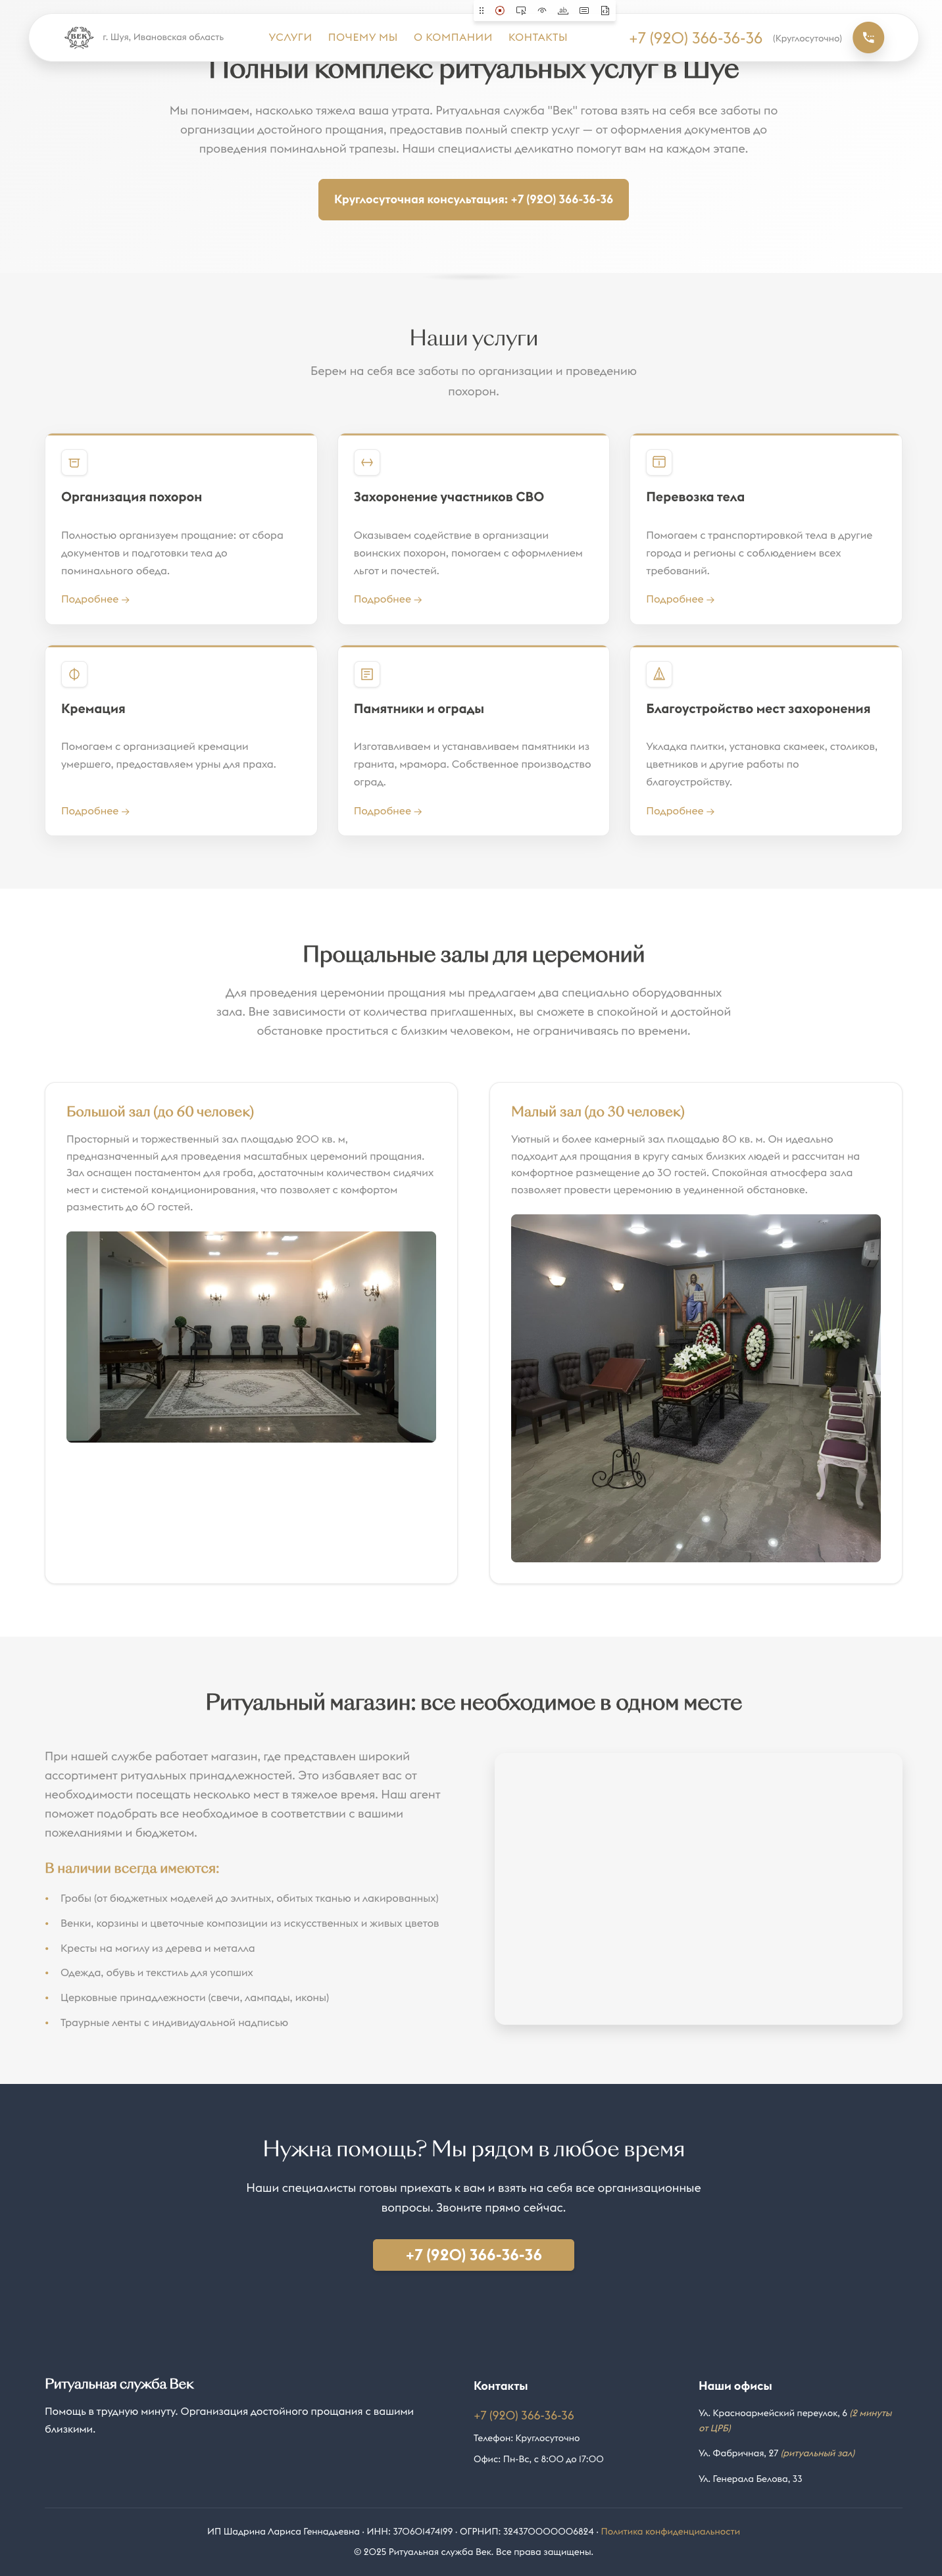 ВЕК
г. Шуя, Ивановская область
УСЛУГИ ПОЧЕМУ МЫ О КОМПАНИИ КОНТАКТЫ
+7 (920) 366-36-36 (Круглосуточно)
Полный комплекс ритуальных услуг в Шуе
Мы понимаем, насколько тяжела ваша утрата. Ритуальная служба "Век" готова взять на себя все заботы по
организации достойного прощания, предоставив полный спектр услуг — от оформления документов до
проведения поминальной трапезы. Наши специалисты деликатно помогут вам на каждом этапе.
Круглосуточная консультация: +7 (920) 366-36-36
Наши услуги
Берем на себя все заботы по организации и проведению
похорон.
Организация похорон
Полностью организуем прощание: от сбора
документов и подготовки тела до
поминального обеда.
Подробнее →
Захоронение участников СВО
Оказываем содействие в организации
воинских похорон, помогаем с оформлением
льгот и почестей.
Подробнее →
Перевозка тела
Помогаем с транспортировкой тела в другие
города и регионы с соблюдением всех
требований.
Подробнее →
Кремация
Помогаем с организацией кремации
умершего, предоставляем урны для праха.
Подробнее →
Памятники и ограды
Изготавливаем и устанавливаем памятники из
гранита, мрамора. Собственное производство
оград.
Подробнее →
Благоустройство мест захоронения
Укладка плитки, установка скамеек, столиков,
цветников и другие работы по
благоустройству.
Подробнее →
Прощальные залы для церемоний
Для проведения церемонии прощания мы предлагаем два специально оборудованных
зала. Вне зависимости от количества приглашенных, вы сможете в спокойной и достойной
обстановке проститься с близким человеком, не ограничиваясь по времени.
Большой зал (до 60 человек)
Просторный и торжественный зал площадью 200 кв. м,
предназначенный для проведения масштабных церемоний прощания.
Зал оснащен постаментом для гроба, достаточным количеством сидячих
мест и системой кондиционирования, что позволяет с комфортом
разместить до 60 гостей.
Малый зал (до 30 человек)
Уютный и более камерный зал площадью 80 кв. м. Он идеально
подходит для прощания в кругу самых близких людей и рассчитан на
комфортное размещение до 30 гостей. Спокойная атмосфера зала
позволяет провести церемонию в уединенной обстановке.
Ритуальный магазин: все необходимое в одном месте
При нашей службе работает магазин, где представлен широкий
ассортимент ритуальных принадлежностей. Это избавляет вас от
необходимости посещать несколько мест в тяжелое время. Наш агент
поможет подобрать все необходимое в соответствии с вашими
пожеланиями и бюджетом.
В наличии всегда имеются:
• Гробы (от бюджетных моделей до элитных, обитых тканью и лакированных)
• Венки, корзины и цветочные композиции из искусственных и живых цветов
• Кресты на могилу из дерева и металла
• Одежда, обувь и текстиль для усопших
• Церковные принадлежности (свечи, лампады, иконы)
• Траурные ленты с индивидуальной надписью
Нужна помощь? Мы рядом в любое время
Наши специалисты готовы приехать к вам и взять на себя все организационные
вопросы. Звоните прямо сейчас.
+7 (920) 366-36-36
Ритуальная служба Век
Помощь в трудную минуту. Организация достойного прощания с вашими
близкими.
Контакты
+7 (920) 366-36-36
Телефон: Круглосуточно
Офис: Пн-Вс, с 8:00 до 17:00
Наши офисы
Ул. Красноармейский переулок, 6 (2 минуты
от ЦРБ)
Ул. Фабричная, 27 (ритуальный зал)
Ул. Генерала Белова, 33
ИП Шадрина Лариса Геннадьевна · ИНН: 370601474199 · ОГРНИП: 324370000006824 · Политика конфиденциальности
© 2025 Ритуальная служба Век. Все права защищены.